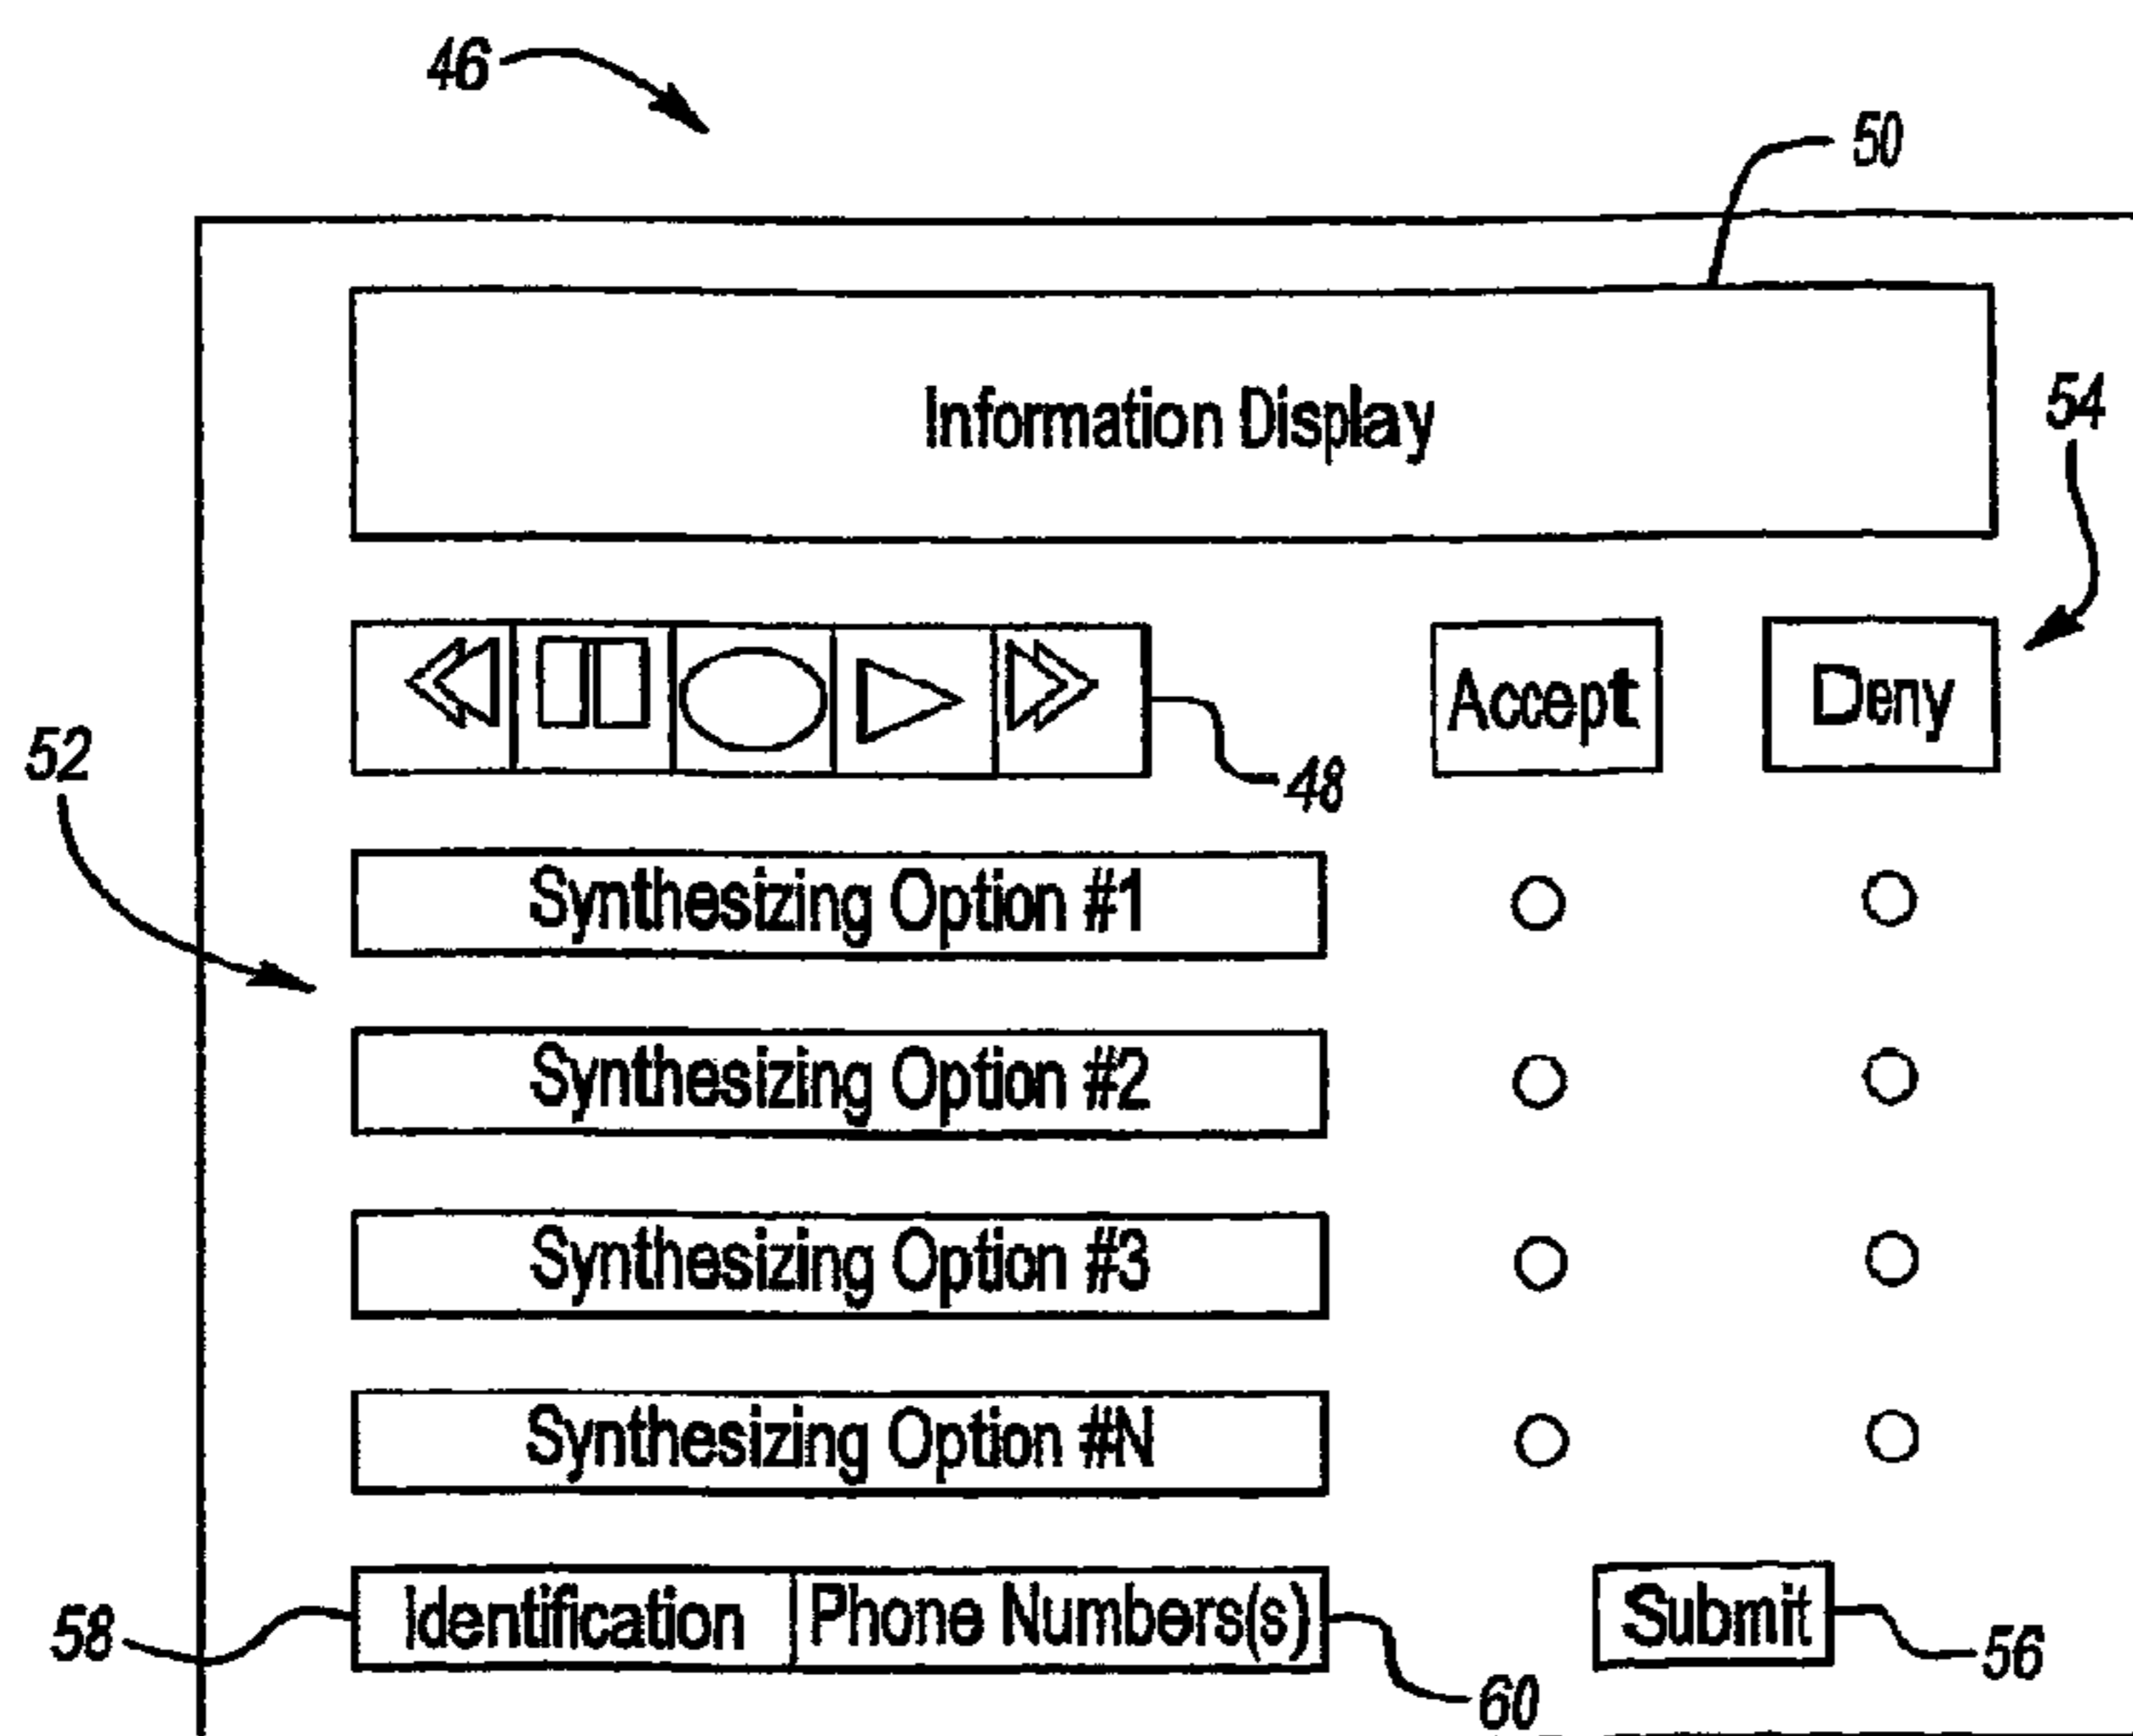 46
50
Information Display
54
Accept Deny
52
48
Synthesizing Option #1
Synthesizing Option #2
Synthesizing Option #3
Synthesizing Option #N
Identification Phone Numbers(s) Submit
58
56
60